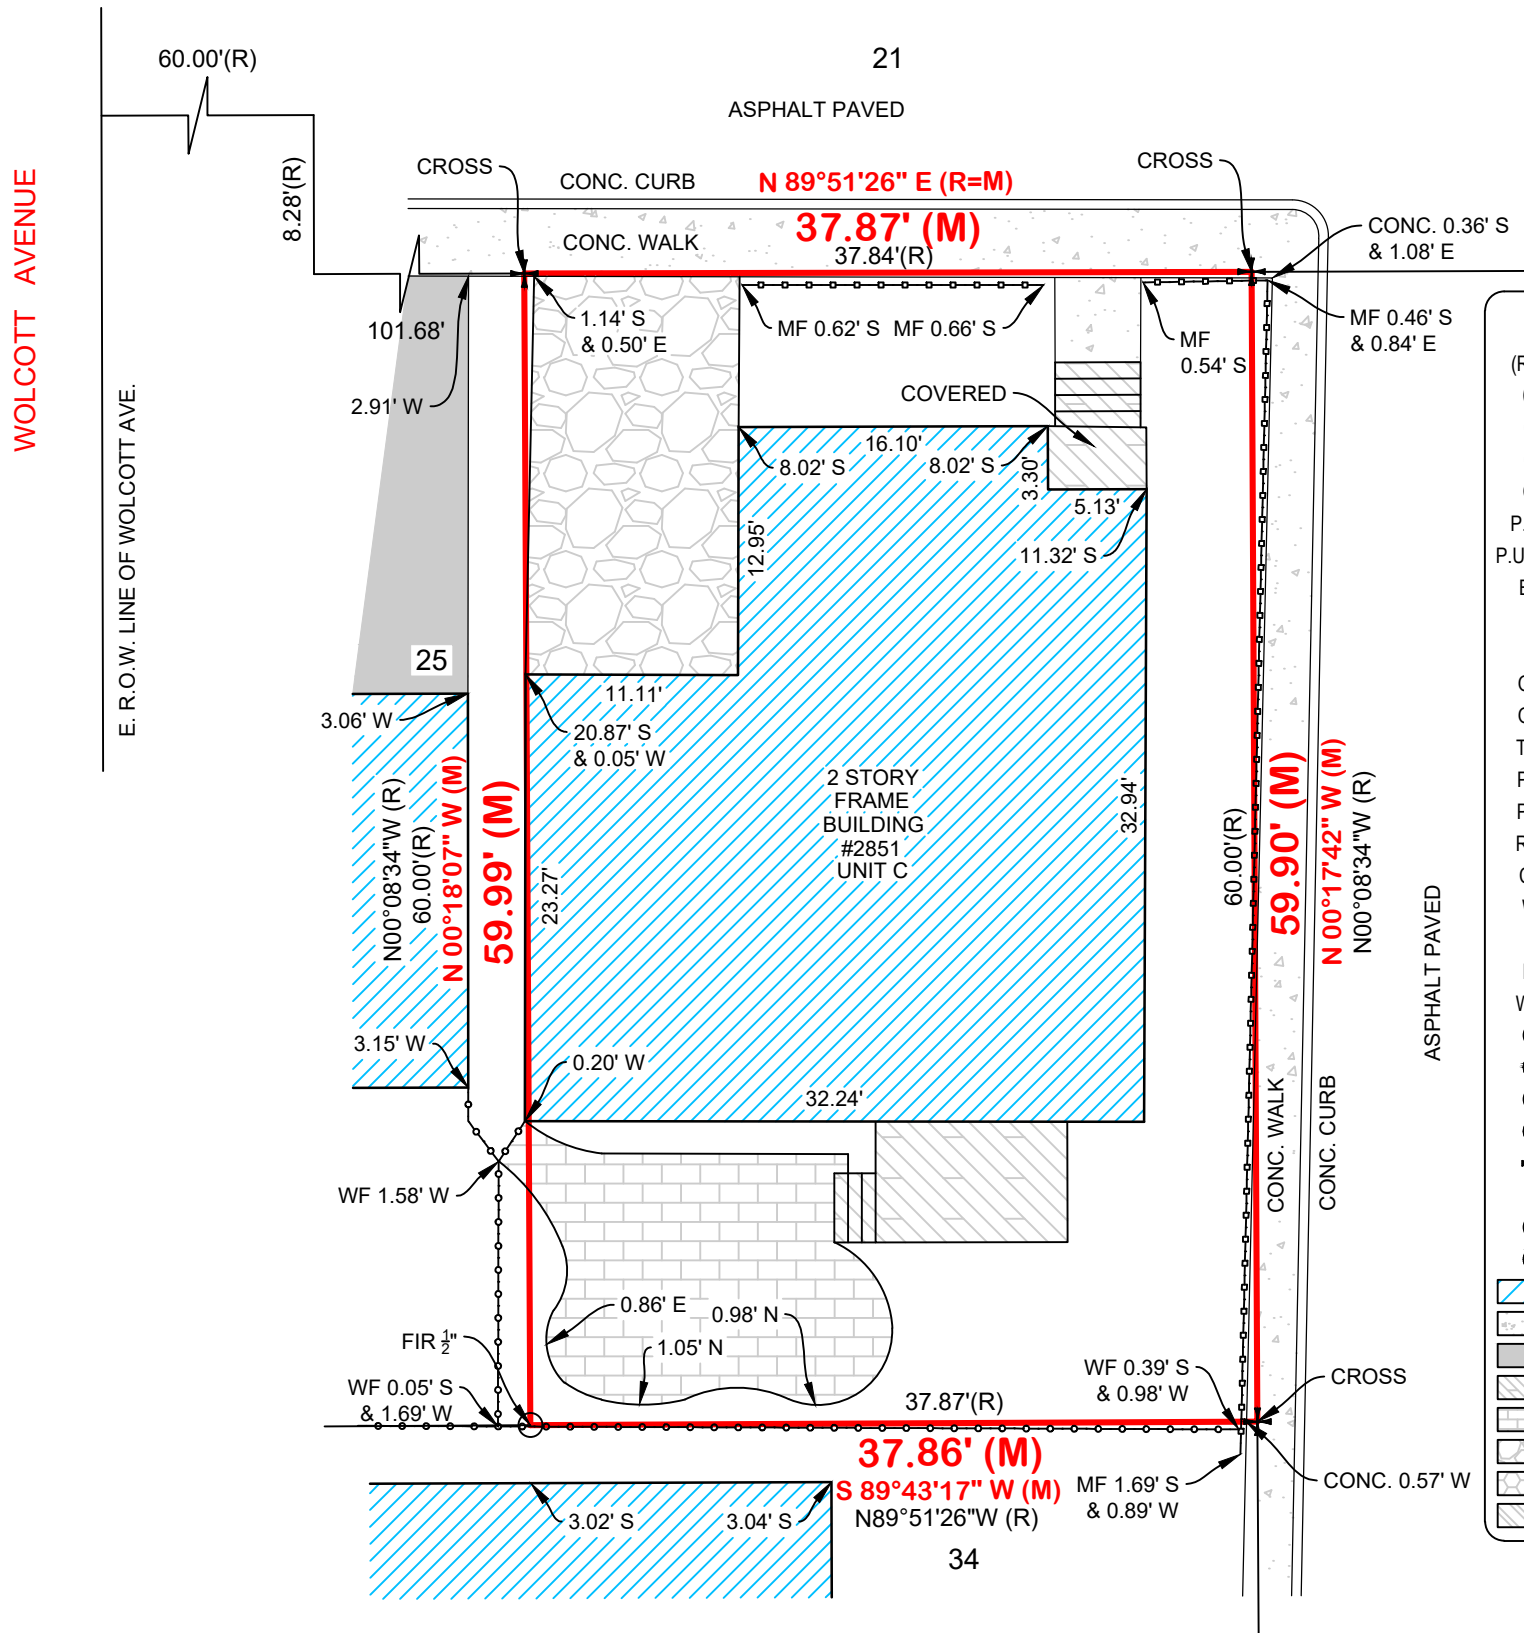 60.00'(R)
21
ASPHALT PAVED
WOLCOTT AVENUE
8.28'(R)
CROSS
CONC. CURB
N 89°51'26" E (R=M)
CROSS
37.87' (M)
CONC. WALK
37.84'(R)
CONC. 0.36' S
& 1.08' E
101.68'
1.14' S
& 0.50' E
MF 0.62' S
MF 0.66' S
MF
0.54' S
MF 0.46' S
& 0.84' E
2.91' W
COVERED
E. R.O.W. LINE OF WOLCOTT AVE.
16.10'
8.02' S
8.02' S
3.30'
5.13'
12.95'
11.32' S
25
11.11'
3.06' W
20.87' S
& 0.05' W
2 STORY
FRAME
BUILDING
#2851
UNIT C
N00°08'34"W (R)
60.00'(R)
N 00°18'07" W (M)
59.99' (M)
23.27'
32.94'
60.00'(R)
59.90' (M)
N 00°17'42" W (M)
N00°08'34"W (R)
ASPHALT PAVED
3.15' W
0.20' W
32.24'
CONC. WALK
CONC. CURB
WF 1.58' W
0.86' E
0.98' N
1.05' N
FIR 1/2"
WF 0.05' S
& 1.69' W
WF 0.39' S
& 0.98' W
CROSS
37.87'(R)
37.86' (M)
S 89°43'17" W (M)
N89°51'26"W (R)
MF 1.69' S
& 0.89' W
CONC. 0.57' W
3.02' S
3.04' S
34